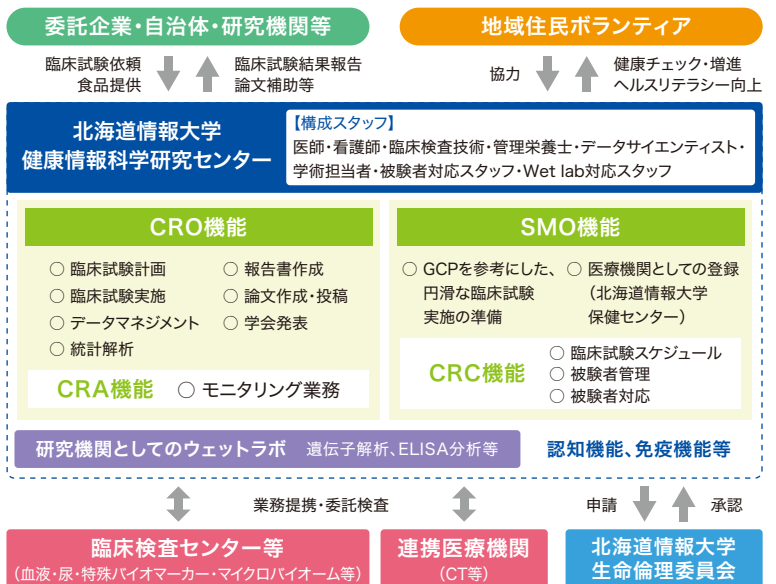 委託企業・自治体・研究機関等
地域住民ボランティア
臨床試験依頼
食品提供
臨床試験結果報告
論文補助等
協力
健康チェック・増進
ヘルスリテラシー向上
北海道情報大学
健康情報科学研究センター
【構成スタッフ】
医師・看護師・臨床検査技術・管理栄養士・データサイエンティスト・
学術担当者・被験者対応スタッフ・Wet lab対応スタッフ
CRO機能
○ 臨床試験計画
○ 臨床試験実施
○ データマネジメント
○ 統計解析
○ 報告書作成
○ 論文作成・投稿
○ 学会発表
CRA機能 ○ モニタリング業務
SMO機能
○ GCPを参考にした、
円滑な臨床試験
実施の準備
○ 医療機関としての登録
（北海道情報大学
保健センター）
CRC機能
○ 臨床試験スケジュール
○ 被験者管理
○ 被験者対応
研究機関としてのウェットラボ 遺伝子解析、ELISA分析等
認知機能、免疫機能等
業務提携・委託検査
申請
承認
臨床検査センター等
（血液・尿・特殊バイオマーカー・マイクロバイオーム等）
連携医療機関
（CT等）
北海道情報大学
生命倫理委員会